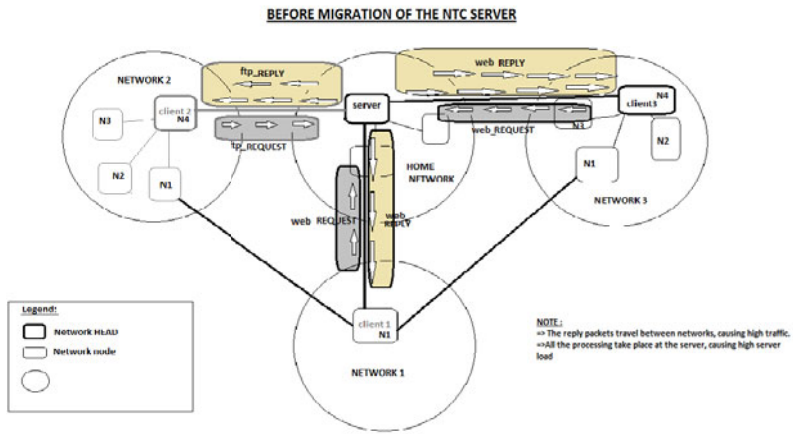 BEFORE MIGRATION OF THE NTC SERVER
NETWORK 2
ftp_REPLY
web REPLY
client 2
N4
N3
server
N4
client3
N3
tp_REQUEST
web_REQUEST
N2
N2
N1
HOME
NETWORK
N1
NETWORK 3
web REQUEST
web
REPLY
client 1
N1
NETWORK 1
Legend:
Network HEAD
Network node
NOTE :
=> The reply packets travel between networks, causing high traffic.
=>All the processing take place at the server, causing high server
load